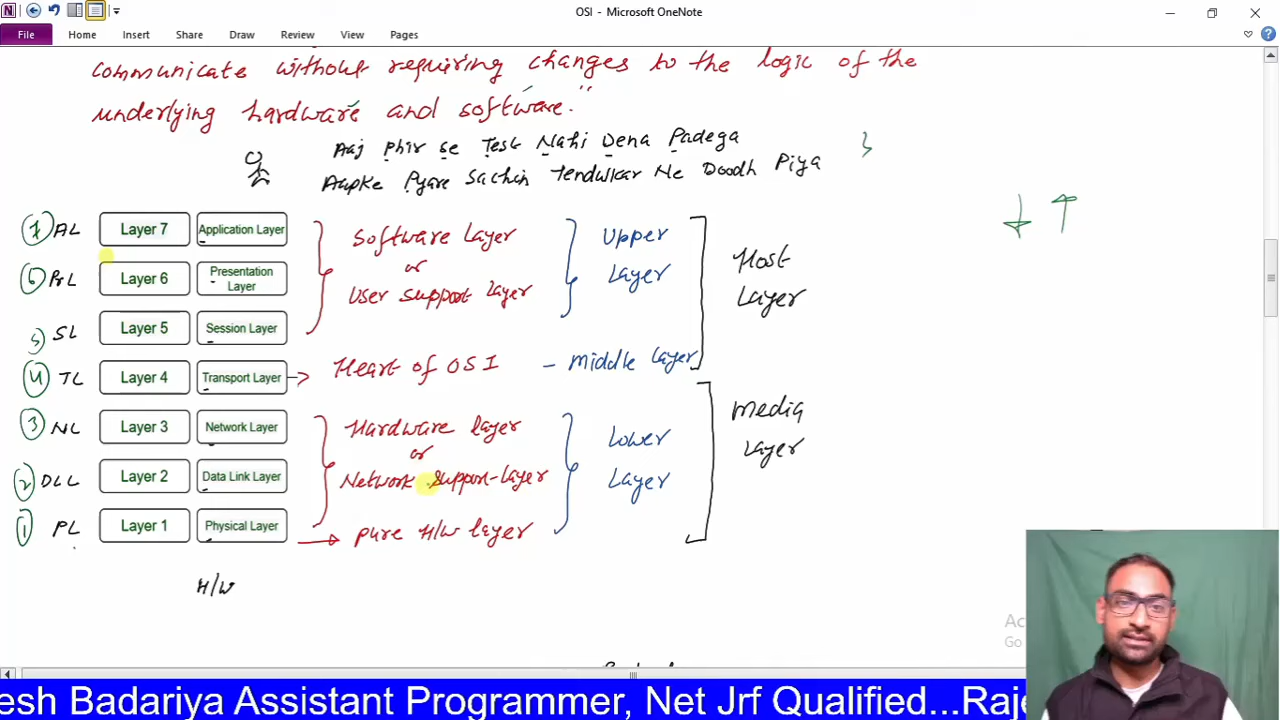 OSI - Microsoft OneNote
File Home Insert Share Draw Review View Pages
communicate without requiring changes to the logic of the
underlying hardware and software."
Aaj Phir se Test Nahi Dena Padega
Aapke Pyare Sachin Tendulkar Ne Doodh Piya
7 AL Layer 7 Application Layer
6 PrL Layer 6 Presentation Layer
5 SL Layer 5 Session Layer
4 TL Layer 4 Transport Layer
3 NL Layer 3 Network Layer
2 DLL Layer 2 Data Link Layer
1 PL Layer 1 Physical Layer
H/W
Software Layer
or
User support layer
Heart of OSI - Middle layer
Hardware layer
or
Network Support-Layer
Pure H/W layer
Upper
Layer
Lower
Layer
Host
Layer
Media
Layer
Ac
Go
esh Badariya Assistant Programmer, Net Jrf Qualified...Raje